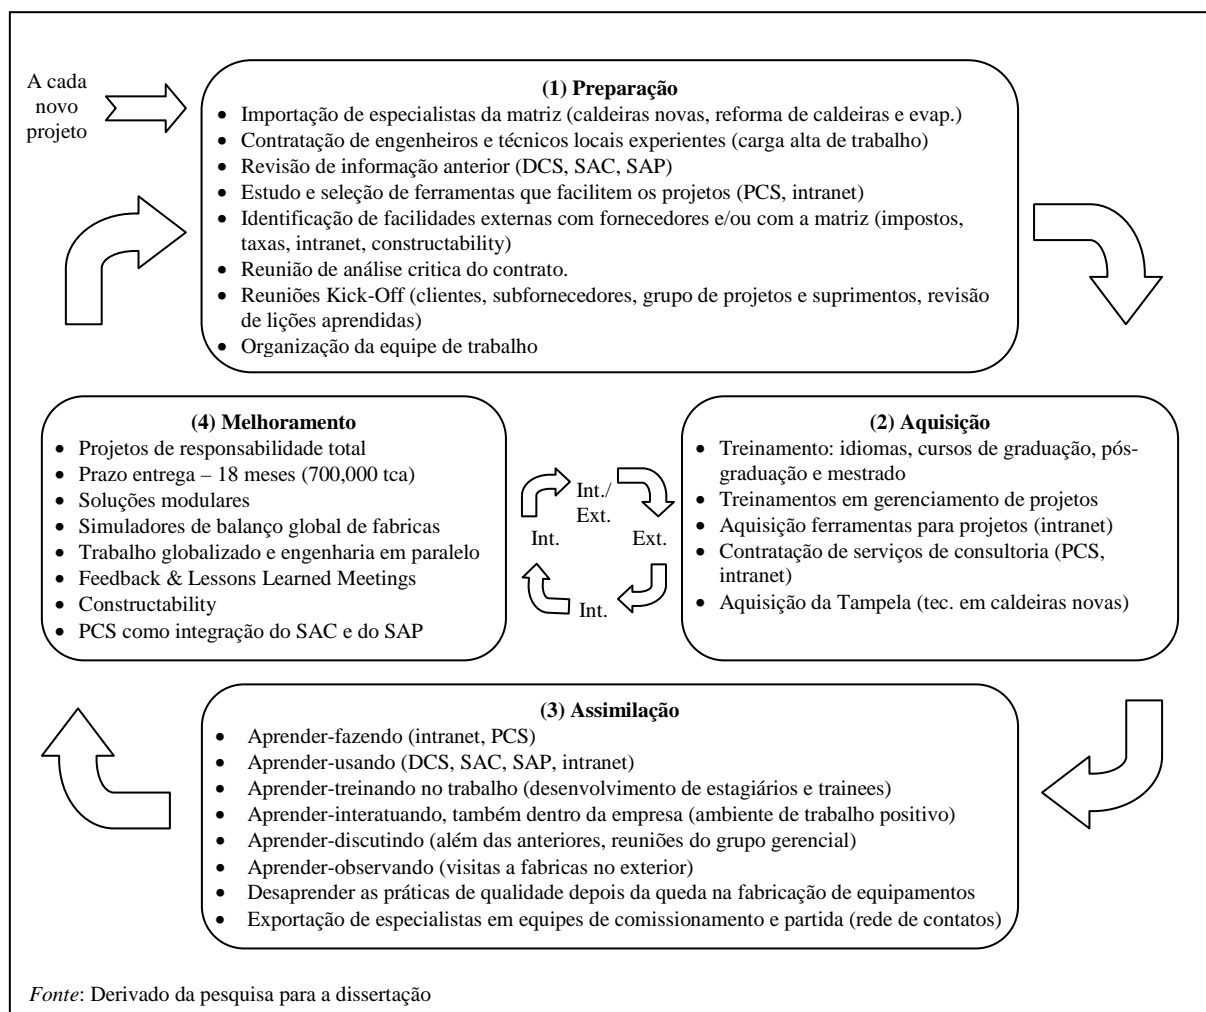 A cada
novo
projeto
(1) Preparação
• Importação de especialistas da matriz (caldeiras novas, reforma de caldeiras e evap.)
• Contratação de engenheiros e técnicos locais experientes (carga alta de trabalho)
• Revisão de informação anterior (DCS, SAC, SAP)
• Estudo e seleção de ferramentas que facilitem os projetos (PCS, intranet)
• Identificação de facilidades externas com fornecedores e/ou com a matriz (impostos,
taxas, intranet, constructability)
• Reunião de análise critica do contrato.
• Reuniões Kick-Off (clientes, subfornecedores, grupo de projetos e suprimentos, revisão
de lições aprendidas)
• Organização da equipe de trabalho
(4) Melhoramento
• Projetos de responsabilidade total
• Prazo entrega – 18 meses (700,000 tca)
• Soluções modulares
• Simuladores de balanço global de fabricas
• Trabalho globalizado e engenharia em paralelo
• Feedback & Lessons Learned Meetings
• Constructability
• PCS como integração do SAC e do SAP
Int./
Ext.
Int.
Ext.
Int.
(2) Aquisição
• Treinamento: idiomas, cursos de graduação, pós-
graduação e mestrado
• Treinamentos em gerenciamento de projetos
• Aquisição ferramentas para projetos (intranet)
• Contratação de serviços de consultoria (PCS,
intranet)
• Aquisição da Tampela (tec. em caldeiras novas)
(3) Assimilação
• Aprender-fazendo (intranet, PCS)
• Aprender-usando (DCS, SAC, SAP, intranet)
• Aprender-treinando no trabalho (desenvolvimento de estagiários e trainees)
• Aprender-interatuando, também dentro da empresa (ambiente de trabalho positivo)
• Aprender-discutindo (além das anteriores, reuniões do grupo gerencial)
• Aprender-observando (visitas a fabricas no exterior)
• Desaprender as práticas de qualidade depois da queda na fabricação de equipamentos
• Exportação de especialistas em equipes de comissionamento e partida (rede de contatos)
Fonte: Derivado da pesquisa para a dissertação